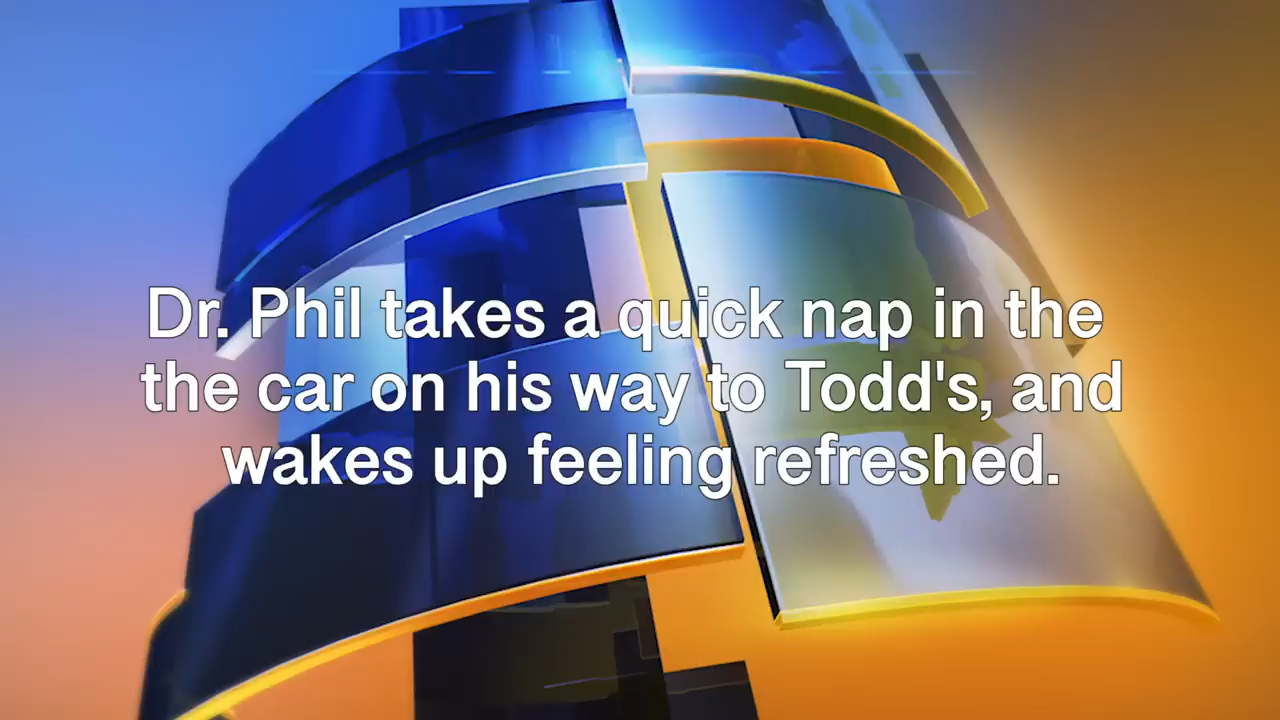 Dr. Phil takes a quick nap in the
the car on his way to Todd's, and
wakes up feeling refreshed.